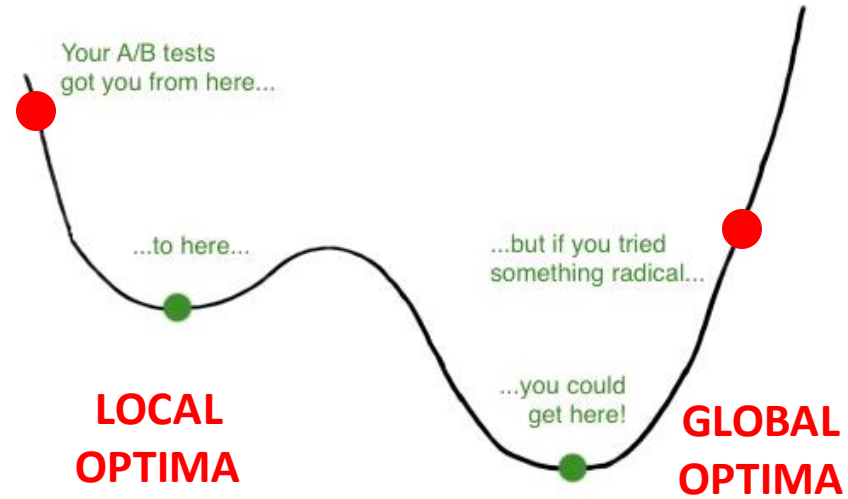 Your A/B tests
got you from here...
...to here...
...but if you tried
something radical...
...you could
get here!
LOCAL
OPTIMA
GLOBAL
OPTIMA